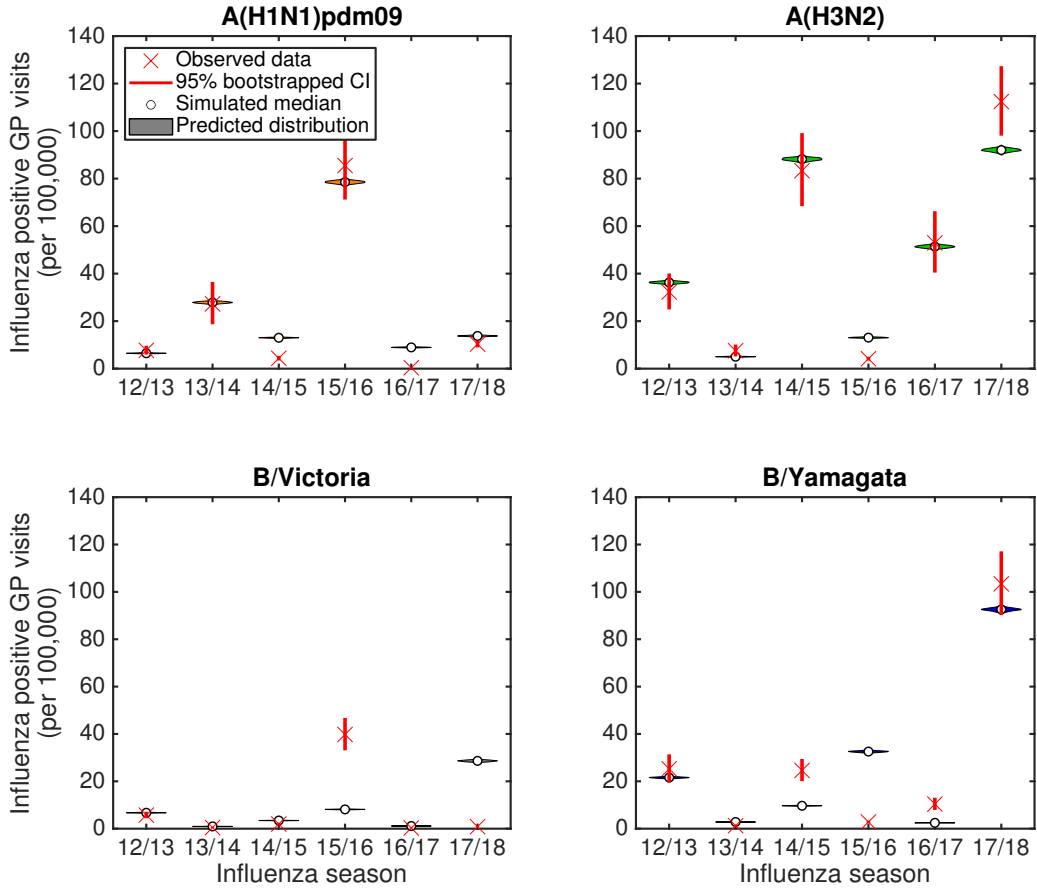 A(H1N1)pdm09
A(H3N2)
Influenza positive GP visits
(per 100,000)
140
120
100
80
60
40
20
0
Observed data
95% bootstrapped CI
Simulated median
Predicted distribution
12/13 13/14 14/15 15/16 16/17 17/18
140
120
100
80
60
40
20
0
12/13 13/14 14/15 15/16 16/17 17/18
B/Victoria
B/Yamagata
Influenza positive GP visits
(per 100,000)
140
120
100
80
60
40
20
0
12/13 13/14 14/15 15/16 16/17 17/18
Influenza season
140
120
100
80
60
40
20
0
12/13 13/14 14/15 15/16 16/17 17/18
Influenza season